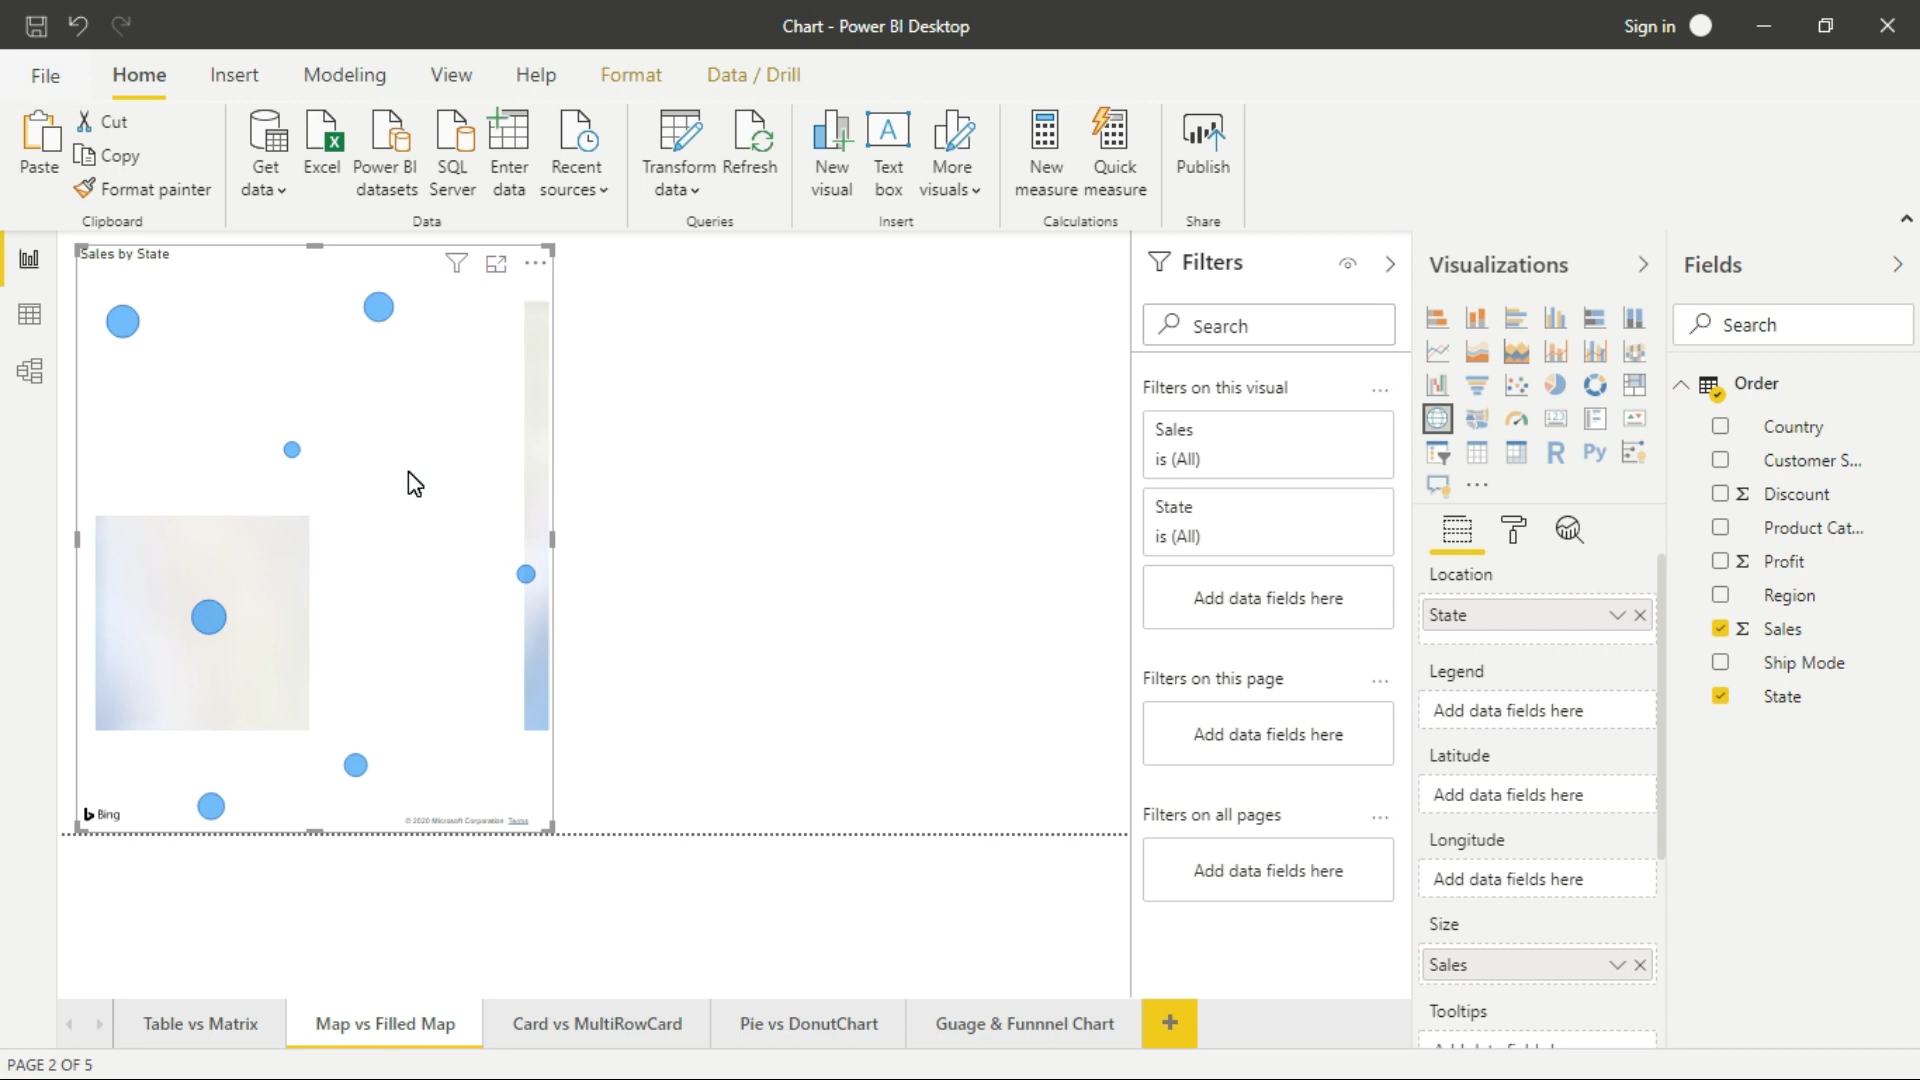 Chart - Power BI Desktop
Sign in
File
Home
Insert
Modeling
View
Help
Format
Data / Drill
Paste
Cut
Copy
Format painter
Clipboard
Get data
Excel
Power BI datasets
SQL Server
Enter data
Recent sources
Data
Transform data
Refresh
Queries
New visual
A
Text box
More visuals
Insert
New measure
Quick measure
Calculations
Publish
Share
Sales by State
Bing
© 2020 Microsoft Corporation Terms
Filters
Search
Filters on this visual
Sales
is (All)
State
is (All)
Add data fields here
Filters on this page
Add data fields here
Filters on all pages
Add data fields here
Visualizations
123
R
Py
Location
State
Legend
Add data fields here
Latitude
Add data fields here
Longitude
Add data fields here
Size
Sales
Tooltips
Fields
Search
Order
Country
Customer S...
Σ Discount
Product Cat...
Σ Profit
Region
Σ Sales
Ship Mode
State
Table vs Matrix
Map vs Filled Map
Card vs MultiRowCard
Pie vs DonutChart
Guage & Funnnel Chart
PAGE 2 OF 5